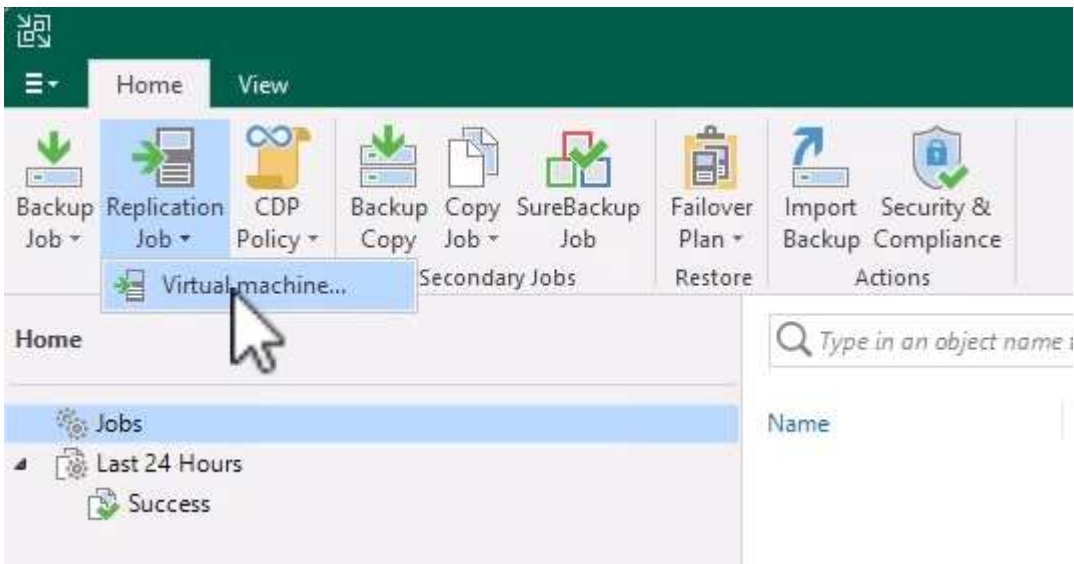 Home View
Backup Job
Replication Job
CDP Policy
Backup Copy
Copy Job
SureBackup Job
Failover Plan
Import Backup
Security & Compliance
Virtual machine...
Secondary Jobs
Restore
Actions
Home
Type in an object name
Name
Jobs
Last 24 Hours
Success